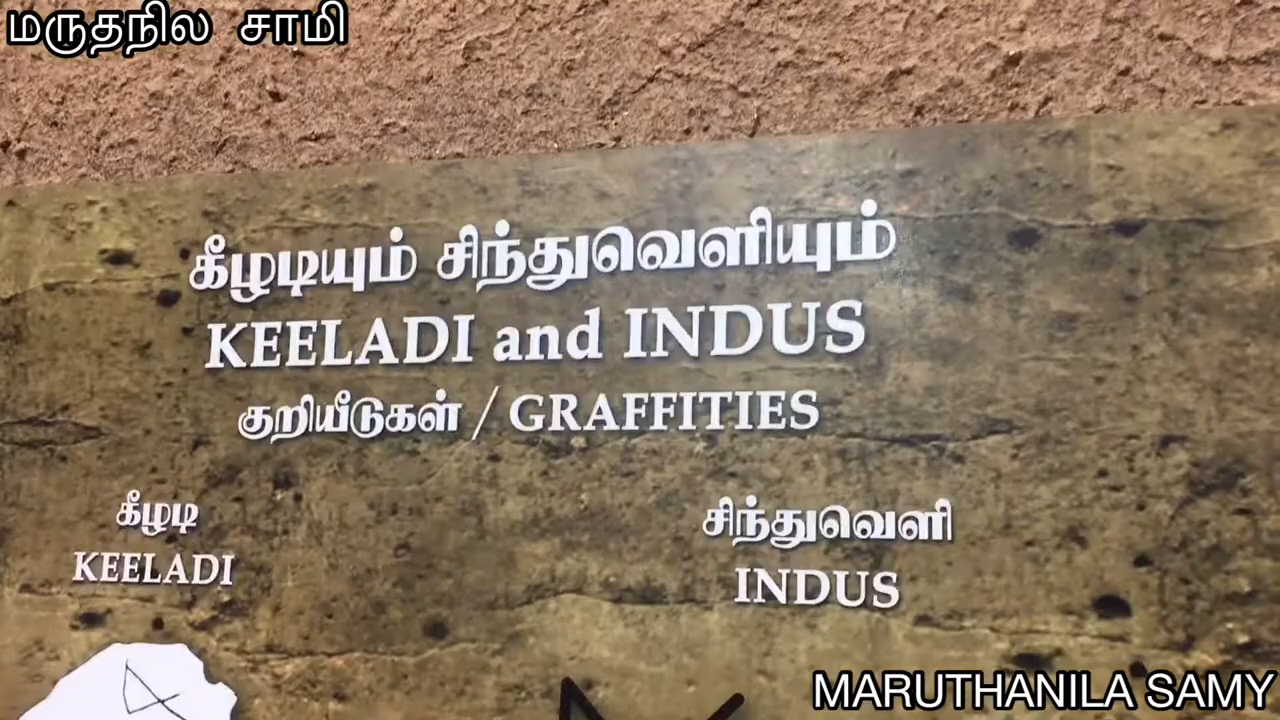 மருதநில சாமி
கீழடியும் சிந்துவெளியும்
KEELADI and INDUS
குறியீடுகள் / GRAFFITIES
கீழடி
KEELADI
சிந்துவெளி
INDUS
MARUTHANILA SAMY